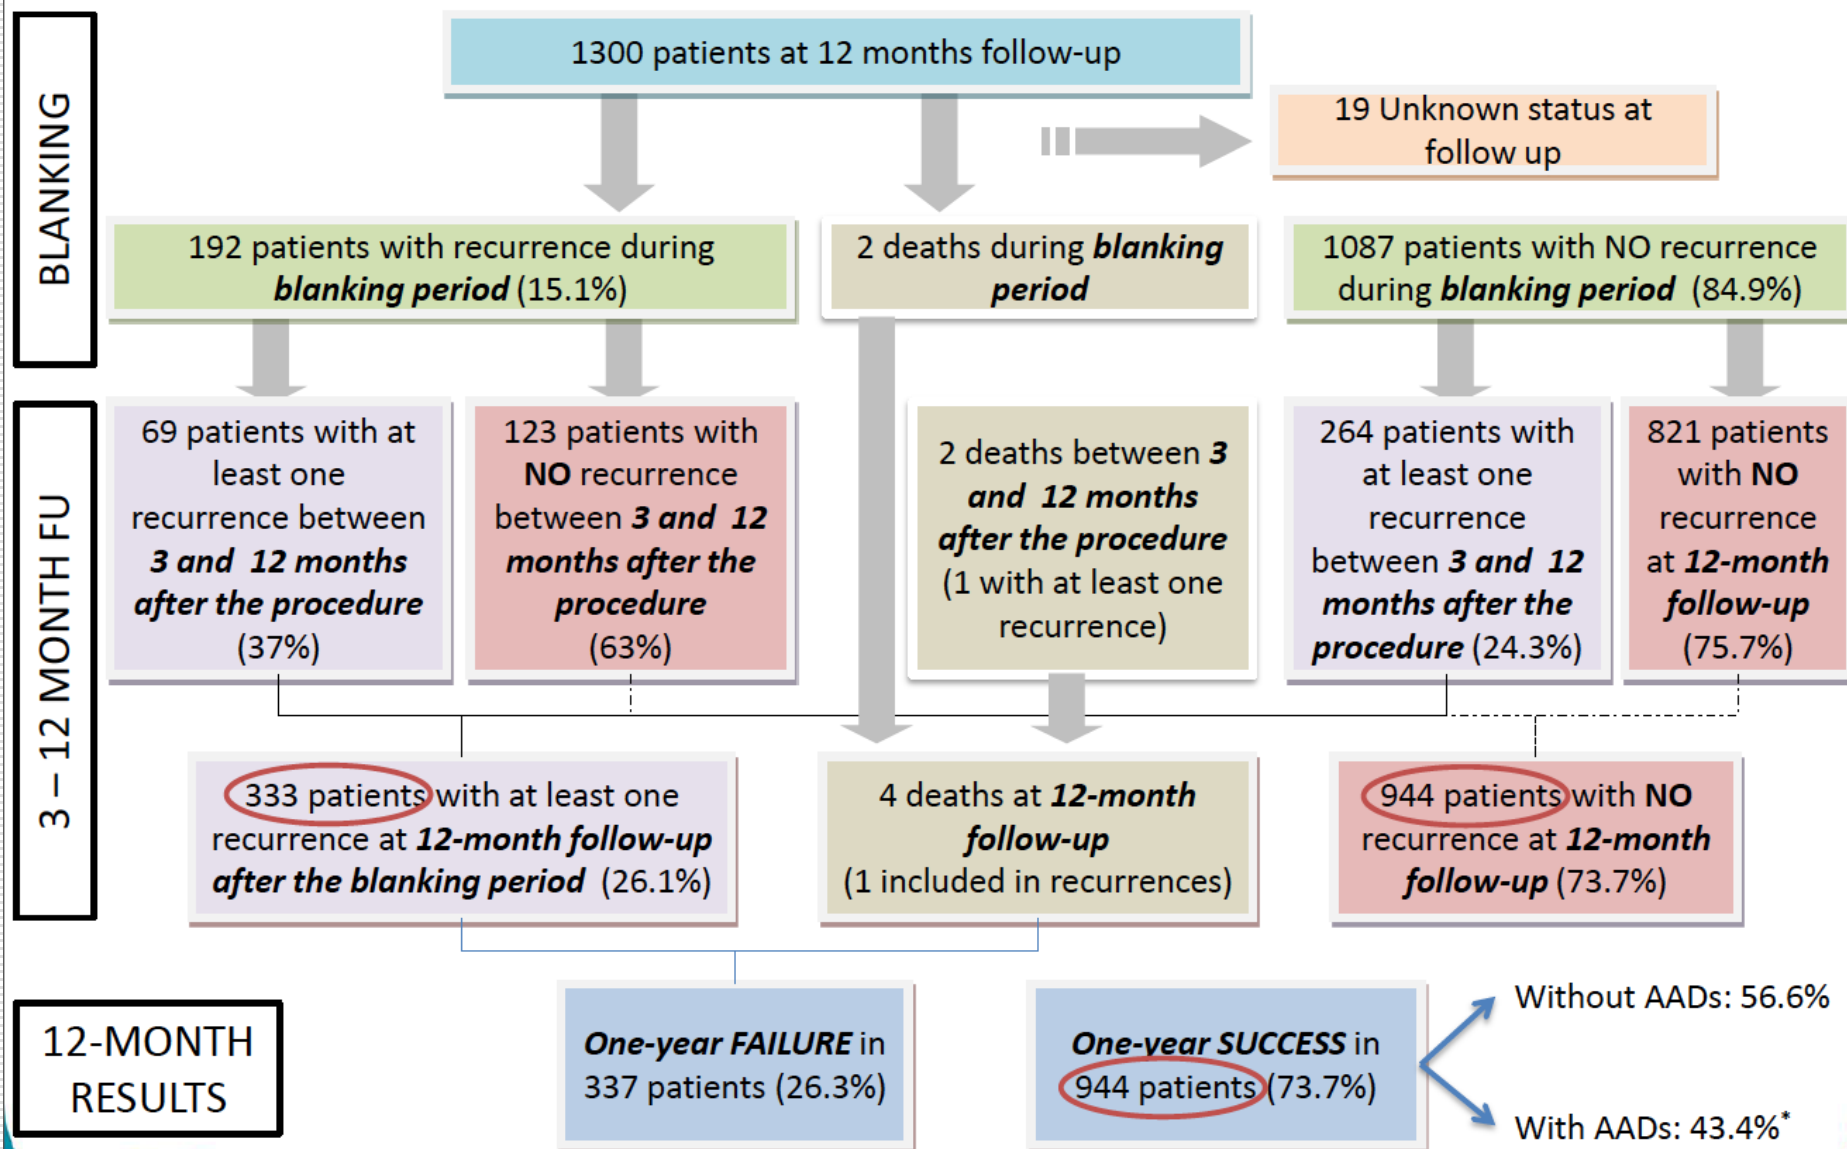 BLANKING
1300 patients at 12 months follow-up
19 Unknown status at
follow up
192 patients with recurrence during
blanking period (15.1%)
2 deaths during blanking
period
1087 patients with NO recurrence
during blanking period (84.9%)
3 – 12 MONTH FU
69 patients with at
least one
recurrence between
3 and 12 months
after the procedure
(37%)
123 patients with
NO recurrence
between 3 and 12
months after the
procedure
(63%)
2 deaths between 3
and 12 months
after the procedure
(1 with at least one
recurrence)
264 patients with
at least one
recurrence
between 3 and 12
months after the
procedure (24.3%)
821 patients
with NO
recurrence
at 12-month
follow-up
(75.7%)
333 patients with at least one
recurrence at 12-month follow-up
after the blanking period (26.1%)
4 deaths at 12-month
follow-up
(1 included in recurrences)
944 patients with NO
recurrence at 12-month
follow-up (73.7%)
12-MONTH
RESULTS
One-year FAILURE in
337 patients (26.3%)
One-year SUCCESS in
944 patients (73.7%)
Without AADs: 56.6%
With AADs: 43.4%*